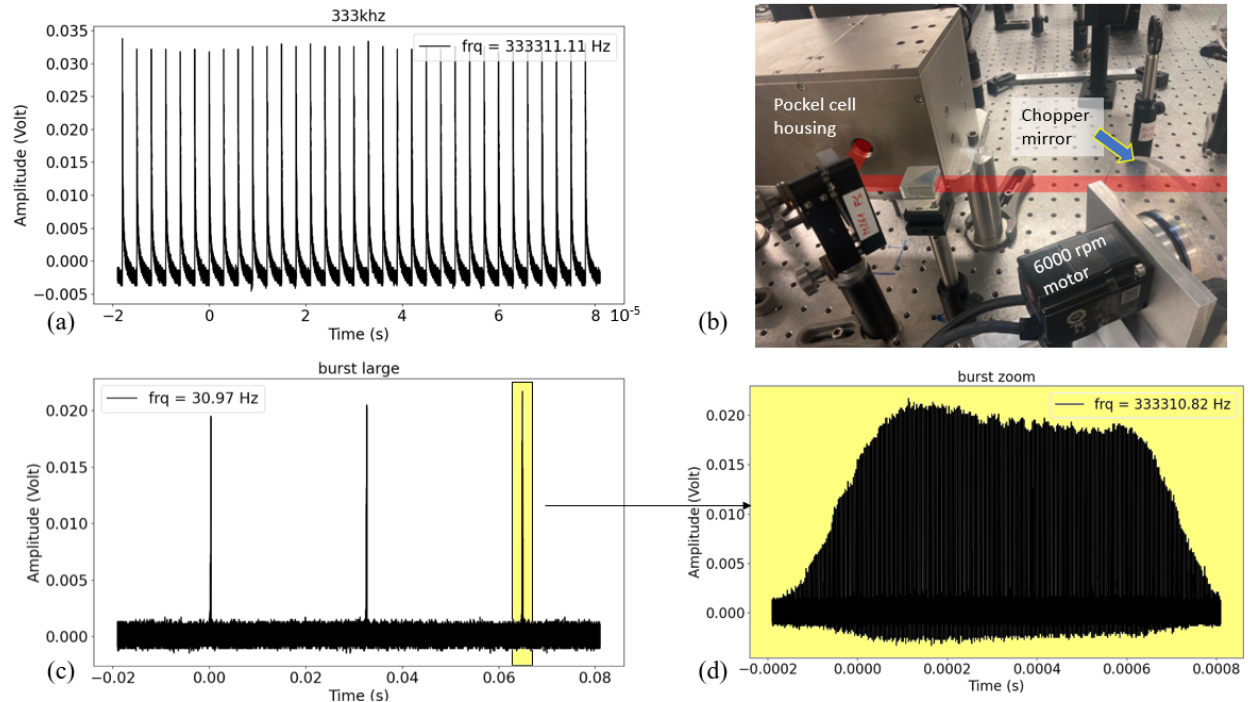 333khz
frq = 333311.11 Hz
0.035
0.030
0.025
0.020
0.015
0.010
0.005
0.000
−0.005
Amplitude (Volt)
−2
0
2
4
6
8
10⁻⁵
Time (s)
(a)
Pockel cell
housing
Chopper
mirror
6000 rpm
motor
(b)
burst large
frq = 30.97 Hz
0.020
0.015
0.010
0.005
0.000
Amplitude (Volt)
−0.02
0.00
0.02
0.04
0.06
0.08
Time (s)
(c)
burst zoom
frq = 333310.82 Hz
0.020
0.015
0.010
0.005
0.000
Amplitude (Volt)
−0.0002
0.0000
0.0002
0.0004
0.0006
0.0008
Time (s)
(d)